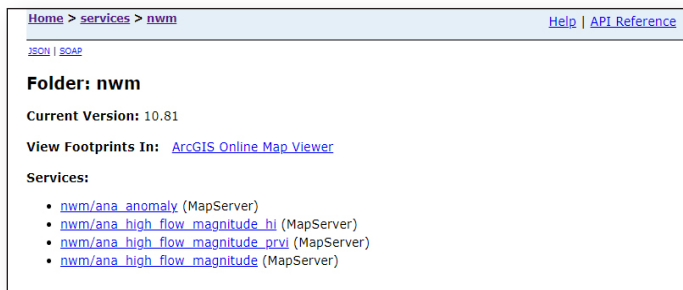 Home > services > nwm
Help | API Reference
JSON | SOAP
Folder: nwm
Current Version: 10.81
View Footprints In: ArcGIS Online Map Viewer
Services:
• nwm/ana_anomaly (MapServer)
• nwm/ana_high_flow_magnitude_hi (MapServer)
• nwm/ana_high_flow_magnitude_prvi (MapServer)
• nwm/ana_high_flow_magnitude (MapServer)